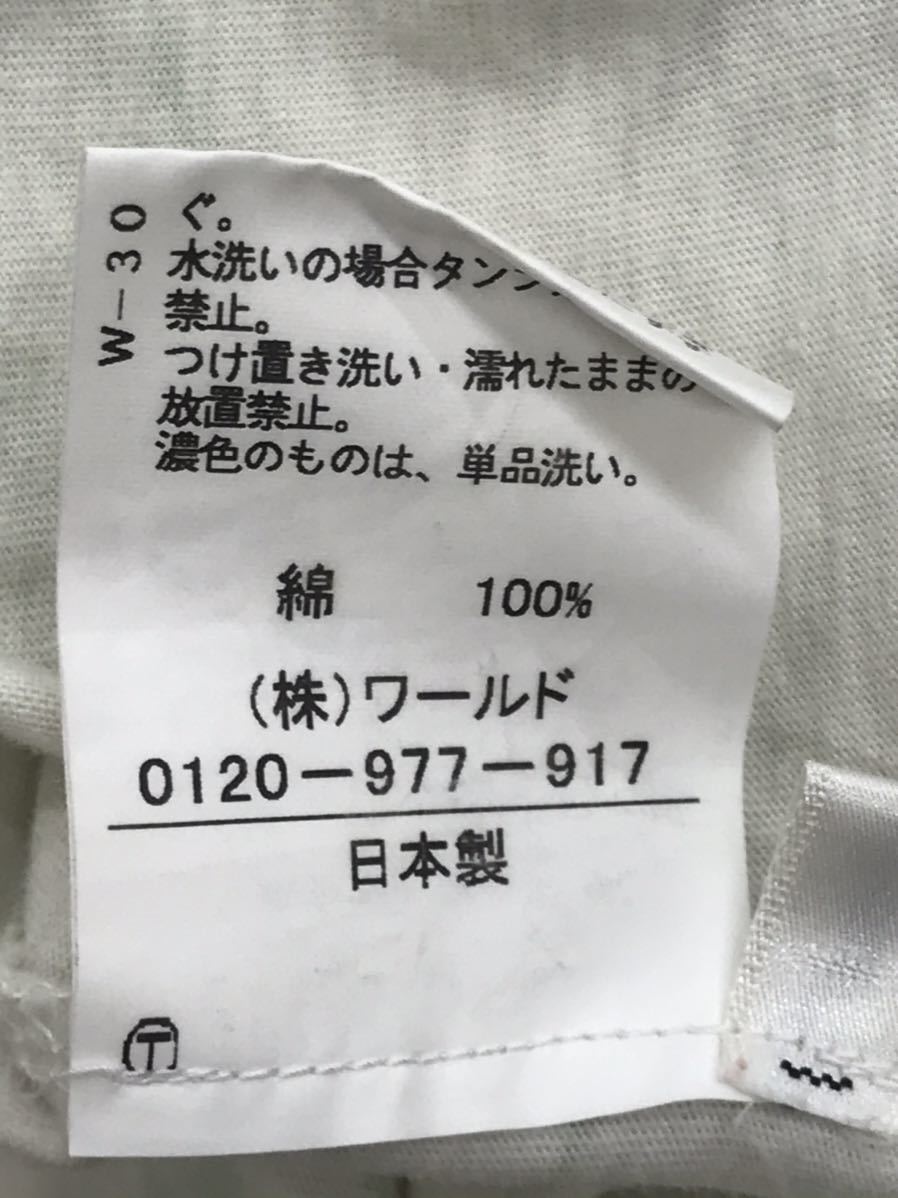 W-30
ぐ。
水洗いの場合タン
禁止。
つけ置き洗い・濡れたままの
放置禁止。
濃色のものは、単品洗い。
綿 100%
(株)ワールド
0120-977-917
日本製
T